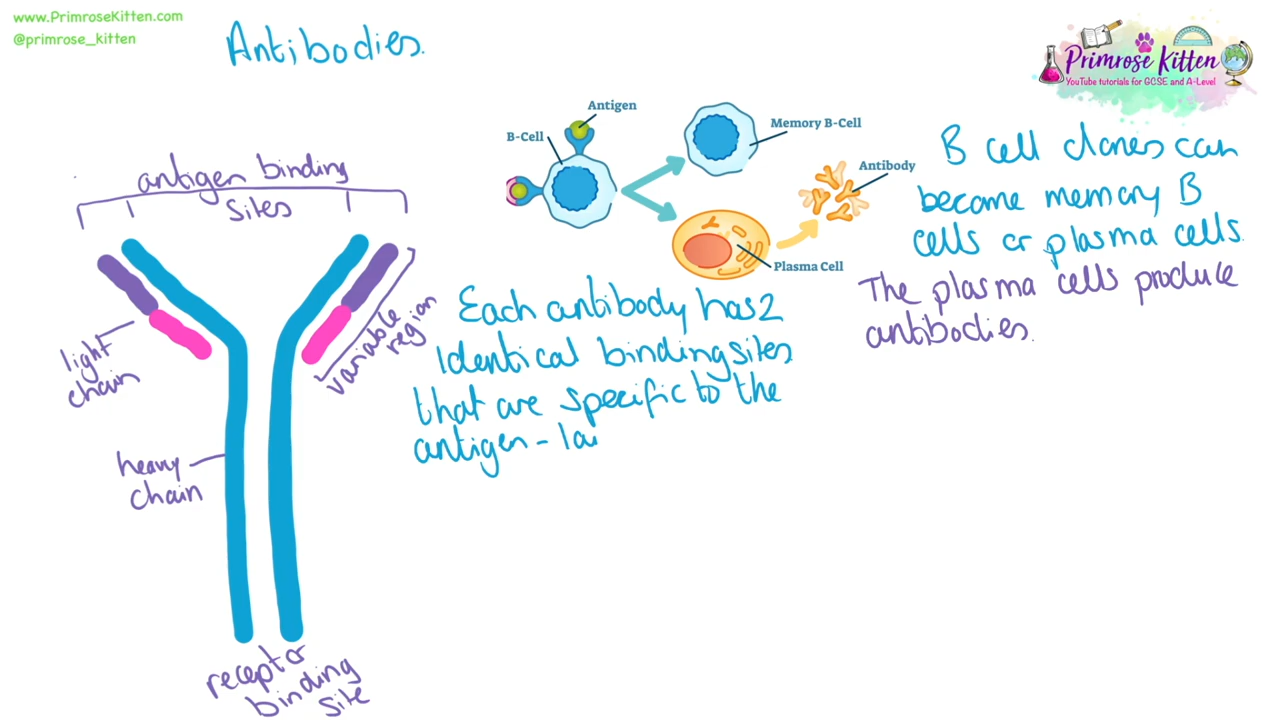 www.PrimroseKitten.com
@primrose_kitten
Antibodies.
Primrose Kitten
YouTube tutorials for GCSE and A-Level
antigen binding
sites
light
chain
variable
region
heavy
chain
receptor
binding
site
Antigen
B-Cell
Memory B-Cell
Antibody
Plasma Cell
Each antibody has 2
identical binding sites
that are specific to the
antigen -
B cell clones can
become memory B
cells or plasma cells.
The plasma cells produce
antibodies.